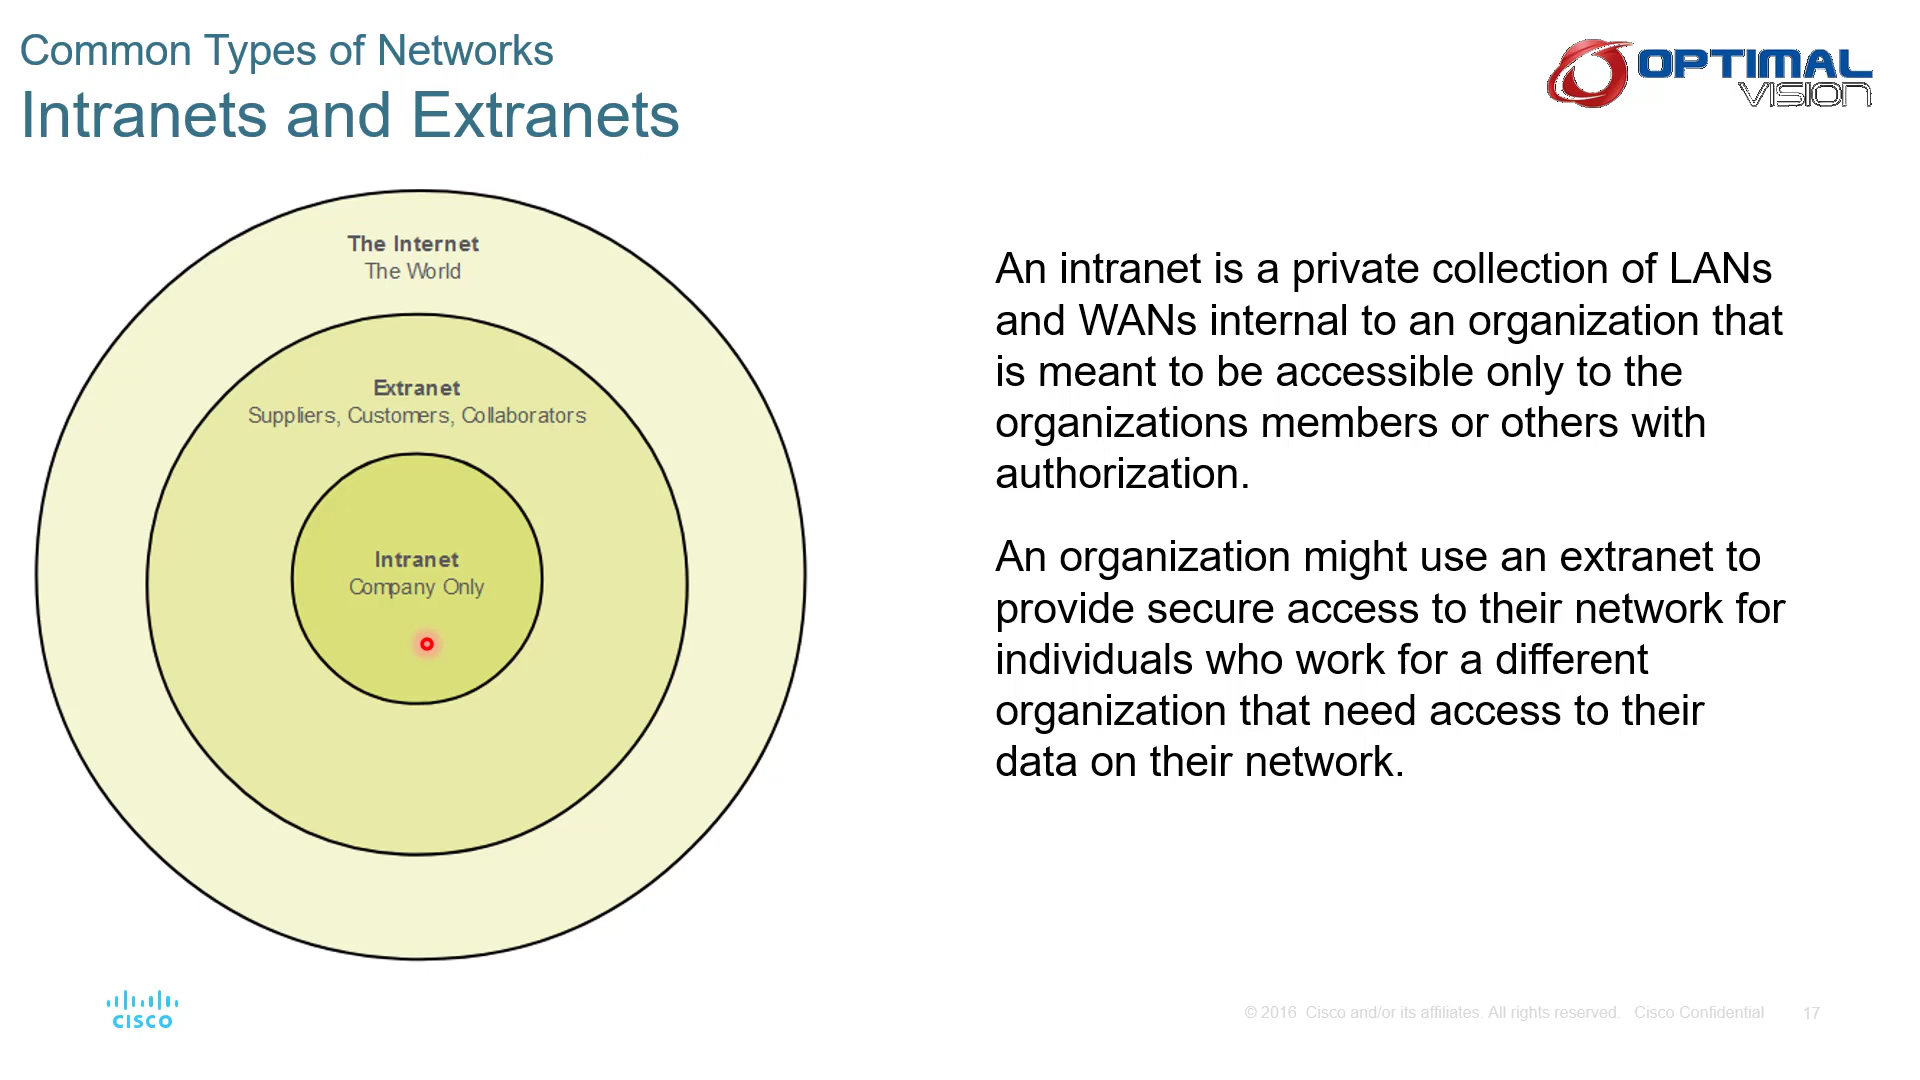 Common Types of Networks
Intranets and Extranets
OPTIMAL
VISION
The Internet
The World
Extranet
Suppliers, Customers, Collaborators
Intranet
Company Only
An intranet is a private collection of LANs
and WANs internal to an organization that
is meant to be accessible only to the
organizations members or others with
authorization.
An organization might use an extranet to
provide secure access to their network for
individuals who work for a different
organization that need access to their
data on their network.
CISCO
© 2016 Cisco and/or its affiliates. All rights reserved. Cisco Confidential
17